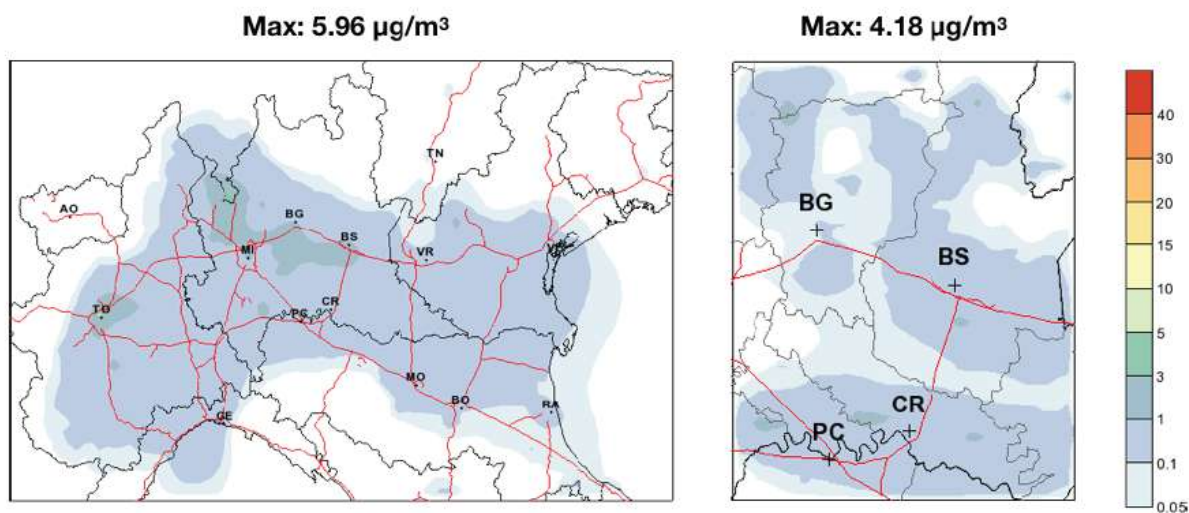 Max: 5.96 µg/m³
Max: 4.18 µg/m³
TN
AO
BG
MI
BS
VR
TO
PC
CR
MO
BO
RA
GE
BG
BS
CR
PC
40
30
20
15
10
5
3
1
0.1
0.05